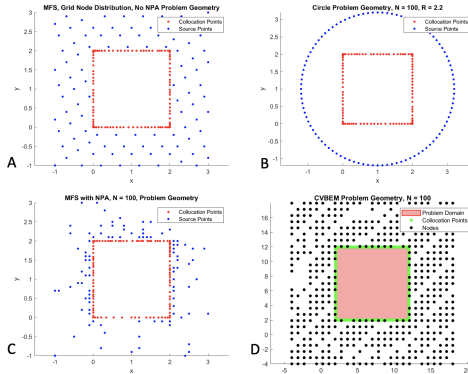 MFS, Grid Node Distribution, No NPA Problem Geometry
Collocation Points
Source Points
3
2.5
2
1.5
y
1
0.5
0
-0.5
-1
-1 0 1 2 3
x
A
Circle Problem Geometry, N = 100, R = 2.2
Collocation Points
Source Points
3
2.5
2
1.5
y
1
0.5
0
-0.5
-1
-1 0 1 2 3
x
B
MFS with NPA, N = 100, Problem Geometry
Collocation Points
Source Points
3
2.5
2
1.5
y
1
0.5
0
-0.5
-1
-1 0 1 2 3
x
C
CVBEM Problem Geometry, N = 100
Problem Domain
Collocation Points
Nodes
18
16
14
12
10
8
6
4
2
0
-2
-4
0 5 10 15
D